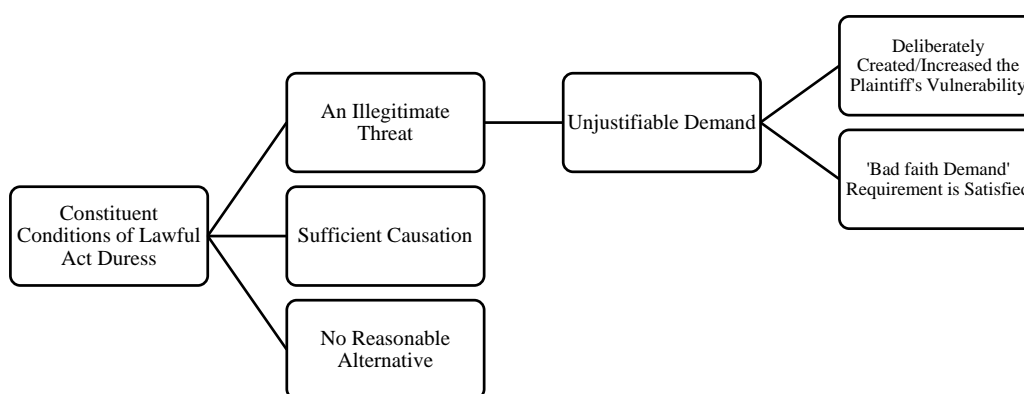 Constituent
Conditions of Lawful
Act Duress
An Illegitimate
Threat
Sufficient Causation
No Reasonable
Alternative
Unjustifiable Demand
Deliberately
Created/Increased the
Plaintiff's Vulnerability
'Bad faith Demand'
Requirement is Satisfied